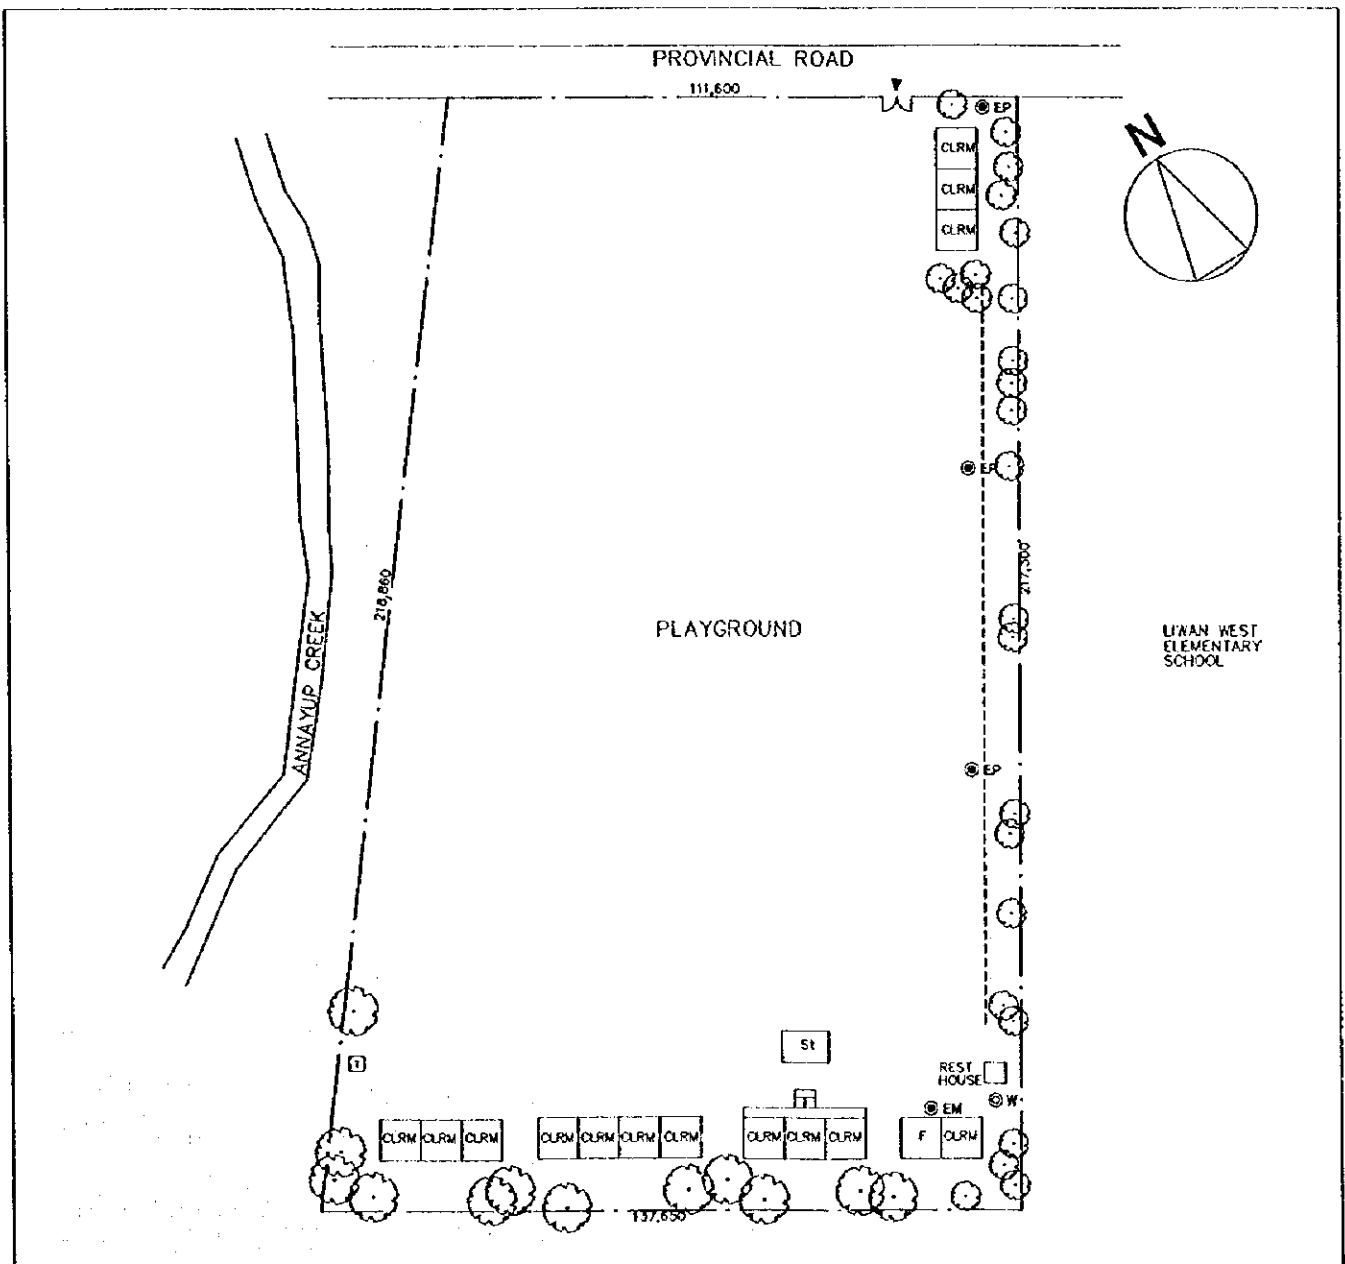 PROVINCIAL ROAD
111,600
EP
N
CLRM
CLRM
CLRM
EP
217,300
218,860
ANNAYUP CREEK
PLAYGROUND
LIWAN WEST
ELEMENTARY
SCHOOL
EP
St
T
REST
HOUSE
W
EM
CLRM CLRM CLRM
CLRM CLRM CLRM CLRM
CLRM CLRM CLRM
F CLRM
137,650